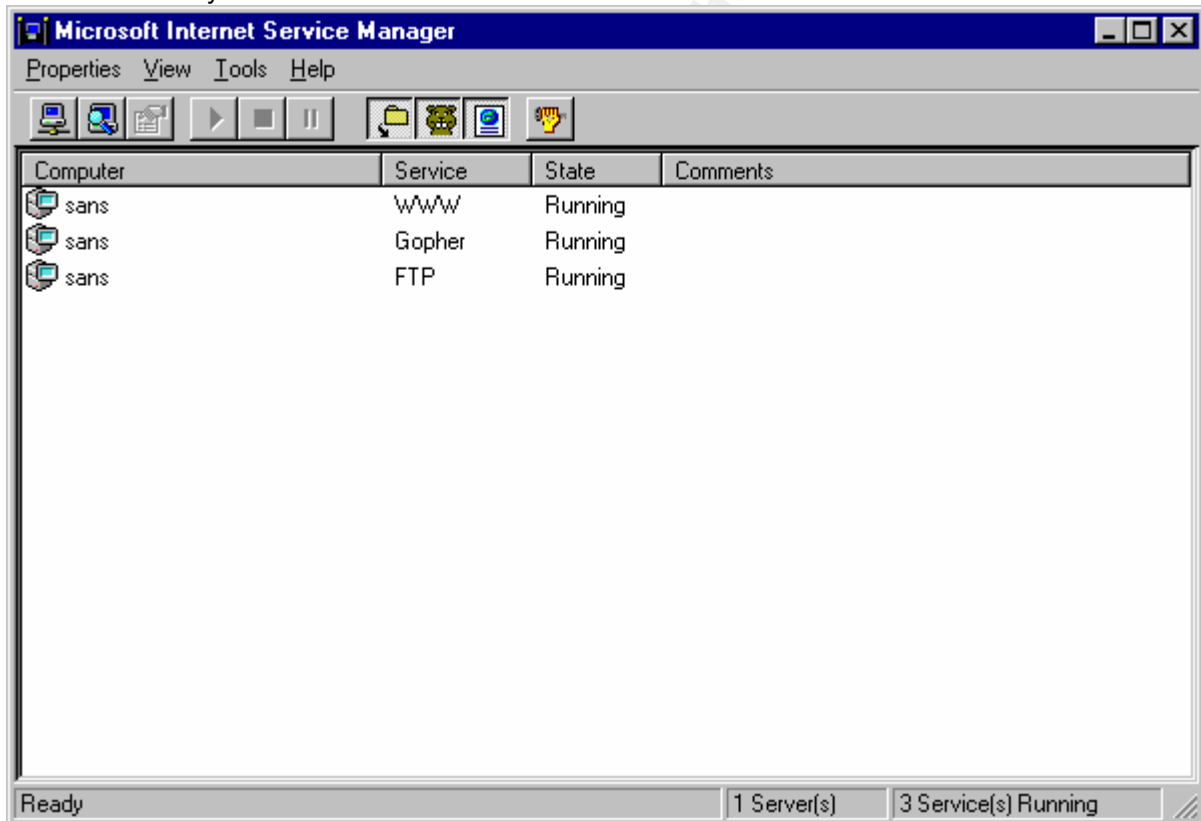 Microsoft Internet Service Manager
Properties View Tools Help
Computer Service State Comments
sans WWW Running
sans Gopher Running
sans FTP Running
Ready 1 Server(s) 3 Service(s) Running